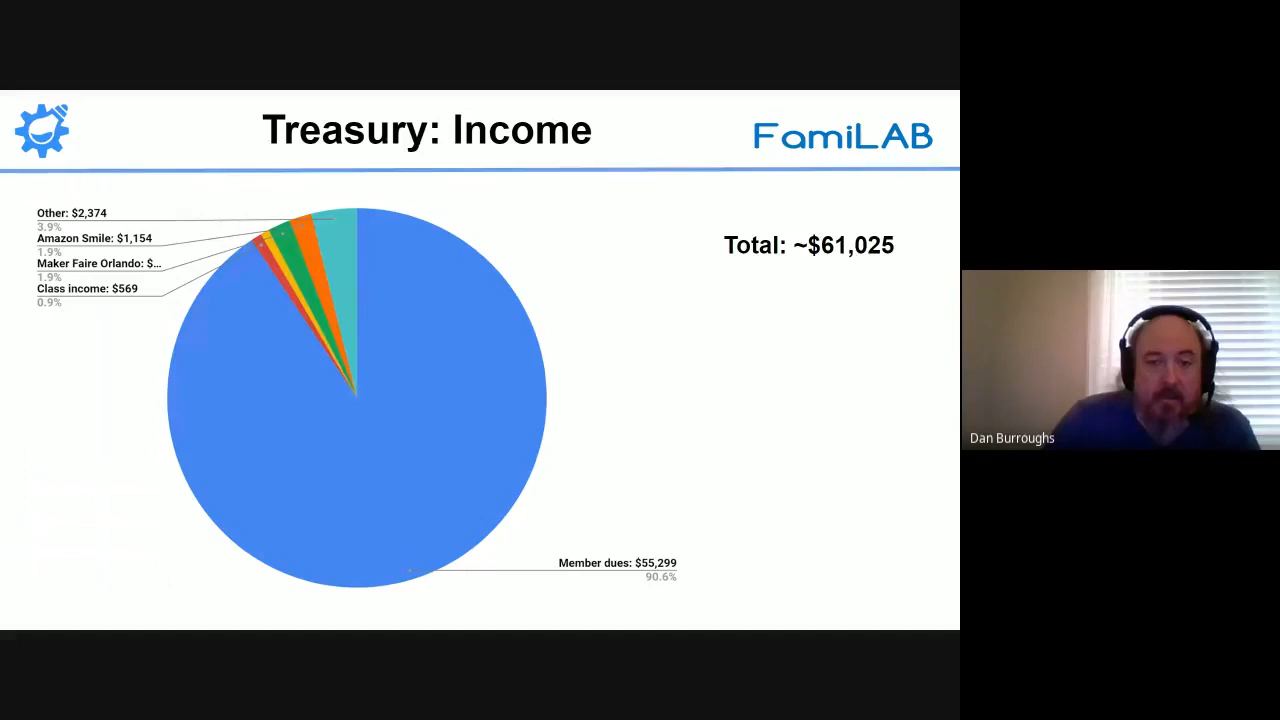 Treasury: Income
FamiLAB
Other: $2,374
3.9%
Amazon Smile: $1,154
1.9%
Maker Faire Orlando: $...
1.9%
Class income: $569
0.9%
Total: ~$61,025
Member dues: $55,299
90.6%
Dan Burroughs